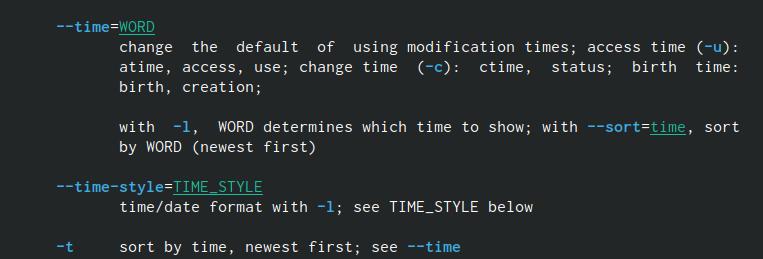 --time=WORD
change the default of using modification times; access time (-u):
atime, access, use; change time (-c): ctime, status; birth time:
birth, creation;
with -l, WORD determines which time to show; with --sort=time, sort
by WORD (newest first)
--time-style=TIME_STYLE
time/date format with -l; see TIME_STYLE below
-t sort by time, newest first; see --time